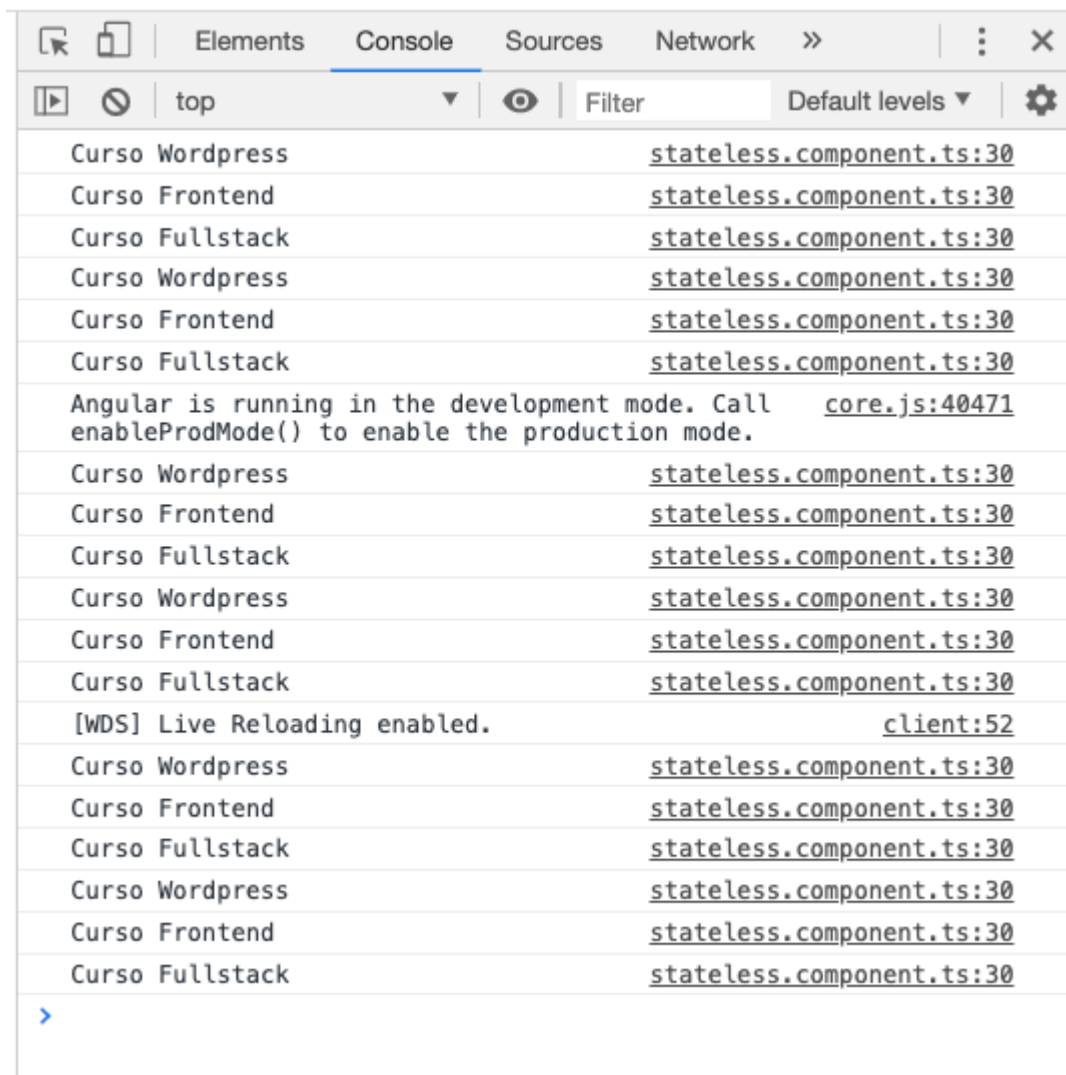 Elements Console Sources Network »
top Filter Default levels
Curso Wordpress stateless.component.ts:30
Curso Frontend stateless.component.ts:30
Curso Fullstack stateless.component.ts:30
Curso Wordpress stateless.component.ts:30
Curso Frontend stateless.component.ts:30
Curso Fullstack stateless.component.ts:30
Angular is running in the development mode. Call core.js:40471
enableProdMode() to enable the production mode.
Curso Wordpress stateless.component.ts:30
Curso Frontend stateless.component.ts:30
Curso Fullstack stateless.component.ts:30
Curso Wordpress stateless.component.ts:30
Curso Frontend stateless.component.ts:30
Curso Fullstack stateless.component.ts:30
[WDS] Live Reloading enabled. client:52
Curso Wordpress stateless.component.ts:30
Curso Frontend stateless.component.ts:30
Curso Fullstack stateless.component.ts:30
Curso Wordpress stateless.component.ts:30
Curso Frontend stateless.component.ts:30
Curso Fullstack stateless.component.ts:30